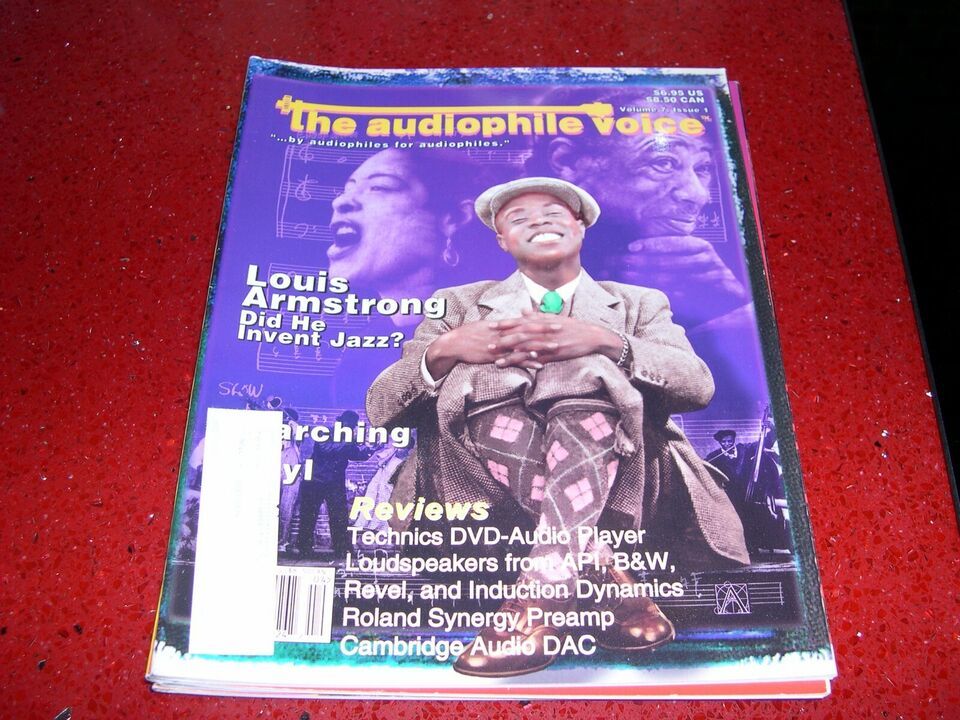 $6.95 US
$8.50 CAN
Volume 7, Issue 1
the audiophile voice™
"...by audiophiles for audiophiles."
Louis
Armstrong
Did He
Invent Jazz?
arching
yl
Reviews
Technics DVD-Audio Player
Loudspeakers from API, B&W,
Revel, and Induction Dynamics
Roland Synergy Preamp
Cambridge Audio DAC